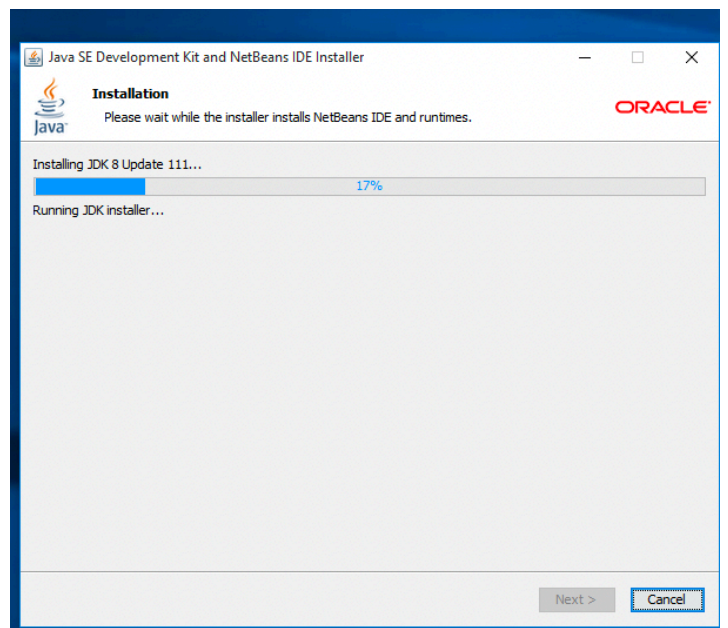 Java SE Development Kit and NetBeans IDE Installer
Installation
Please wait while the installer installs NetBeans IDE and runtimes.
Java
ORACLE
Installing JDK 8 Update 111...
17%
Running JDK installer...
Next >
Cancel